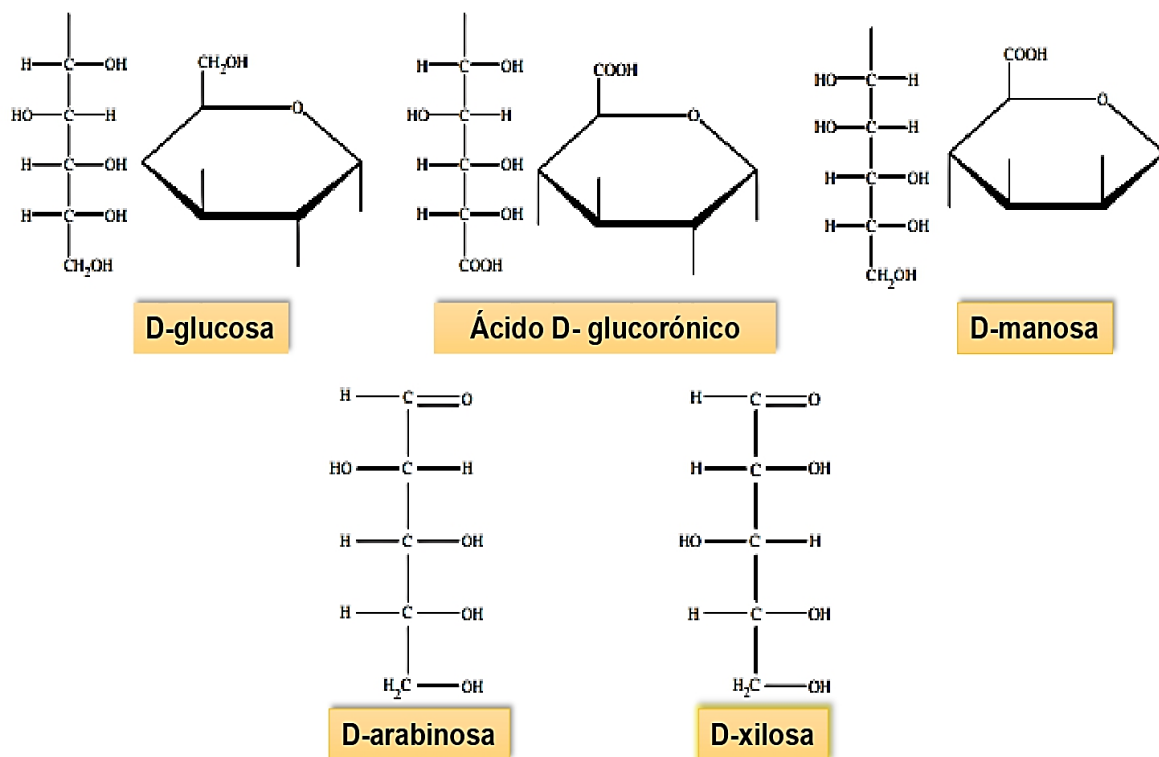 H C OH
HO C H
H C OH
H C OH
CH₂OH
CH₂OH
O
D-glucosa
H C OH
HO C H
H C OH
H C OH
COOH
COOH
O
Ácido D- glucorónico
HO C H
HO C H
H C OH
H C OH
CH₂OH
COOH
O
D-manosa
H C O
HO C H
H C OH
H C OH
H₂C OH
D-arabinosa
H C O
H C OH
HO C H
H C OH
H₂C OH
D-xilosa